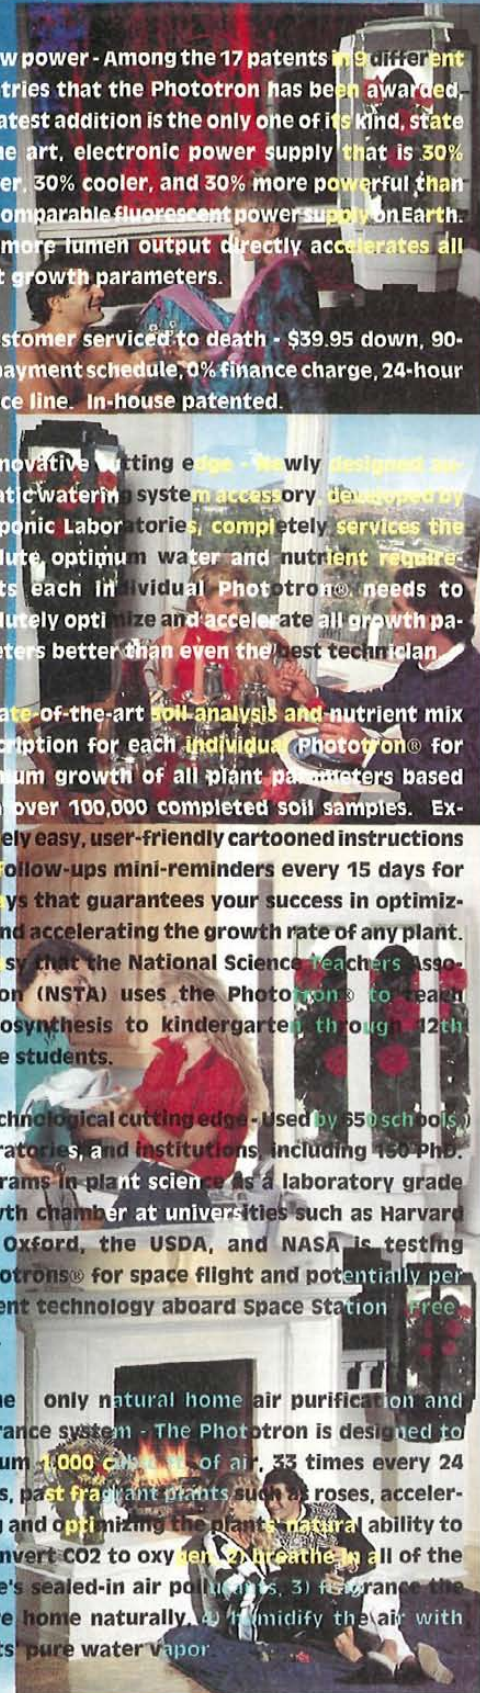 w power - Among the 17 patents in 9 different
tries that the Phototron has been awarded,
atest addition is the only one of its kind, state
he art, electronic power supply that is 30%
er, 30% cooler, and 30% more powerful than
omparable fluorescent power supply on Earth.
more lumen output directly accelerates all
t growth parameters.
stomer serviced to death - $39.95 down, 90-
payment schedule, 0% finance charge, 24-hour
ce line. In-house patented.
novative cutting edge - Newly designed au-
atic watering system accessory, developed by
ponic Laboratories, completely services the
lute, optimum water and nutrient require-
ts each individual Phototron® needs to
lutely optimize and accelerate all growth pa-
eters better than even the best technician.
ate-of-the-art soil analysis and nutrient mix
cription for each individual Phototron® for
mum growth of all plant parameters based
over 100,000 completed soil samples. Ex-
ely easy, user-friendly cartooned instructions
follow-ups mini-reminders every 15 days for
ys that guarantees your success in optimiz-
nd accelerating the growth rate of any plant.
sy that the National Science Teachers Asso-
on (NSTA) uses the Phototron® to teach
osynthesis to kindergarten through 12th
e students.
chnological cutting edge - Used by 650 schools,
ratories, and institutions, including 150 PhD.
rams in plant science as a laboratory grade
wth chamber at universities such as Harvard
Oxford, the USDA, and NASA is testing
otrons® for space flight and potentially per
ent technology aboard Space Station Free
he only natural home air purification and
rance system - The Phototron is designed to
um 1,000 cubic ft. of air, 33 times every 24
s, past fragrant plants such as roses, acceler-
g and optimizing the plants' natural ability to
nvert CO2 to oxygen, 2) breathe in all of the
e's sealed-in air pollutants, 3) fragrance the
re home naturally, 4) humidify the air with
ts' pure water vapor.